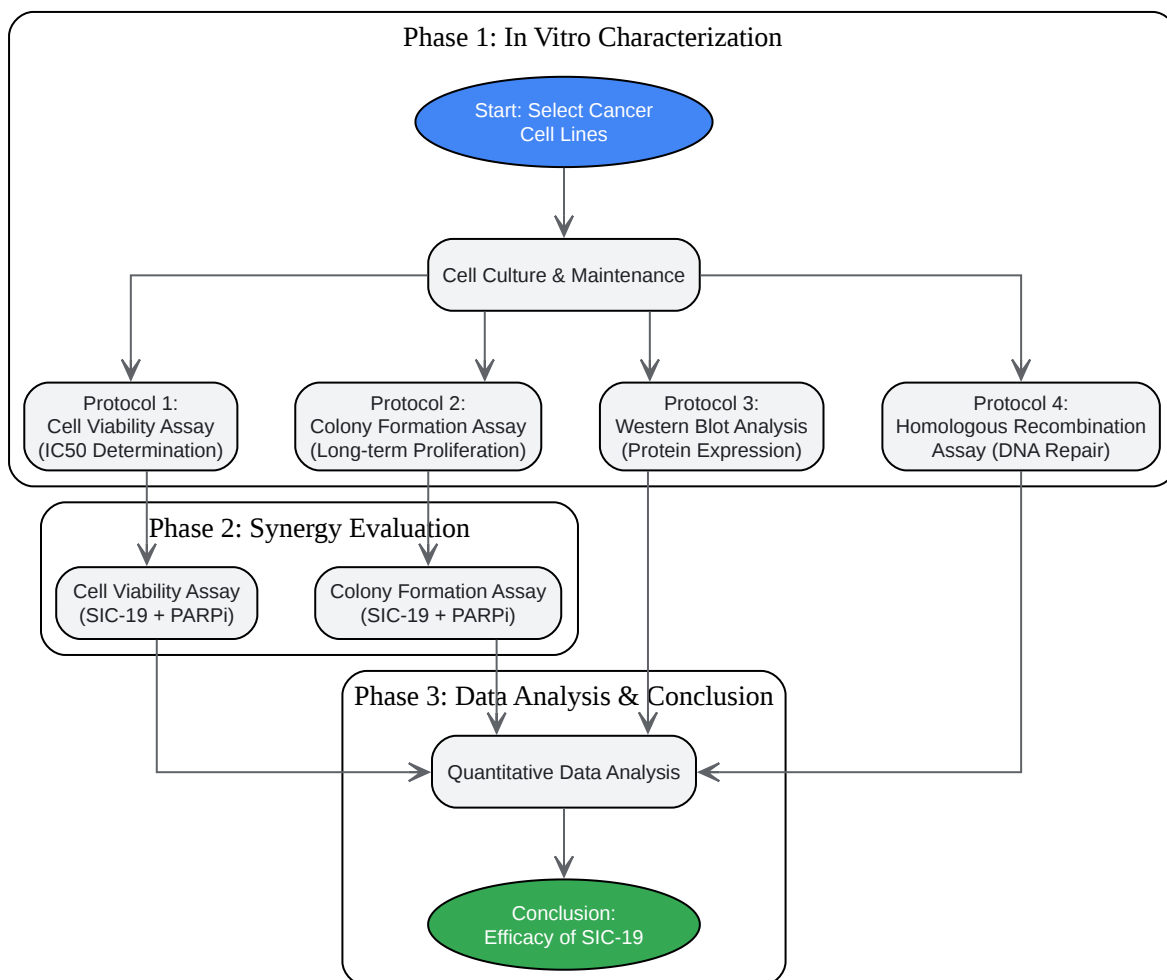 Phase 1: In Vitro Characterization
Start: Select Cancer
Cell Lines
Cell Culture & Maintenance
Protocol 1:
Cell Viability Assay
(IC50 Determination)
Protocol 2:
Colony Formation Assay
(Long-term Proliferation)
Protocol 3:
Western Blot Analysis
(Protein Expression)
Protocol 4:
Homologous Recombination
Assay (DNA Repair)
Phase 2: Synergy Evaluation
Cell Viability Assay
(SIC-19 + PARPi)
Colony Formation Assay
(SIC-19 + PARPi)
Phase 3: Data Analysis & Conclusion
Quantitative Data Analysis
Conclusion:
Efficacy of SIC-19